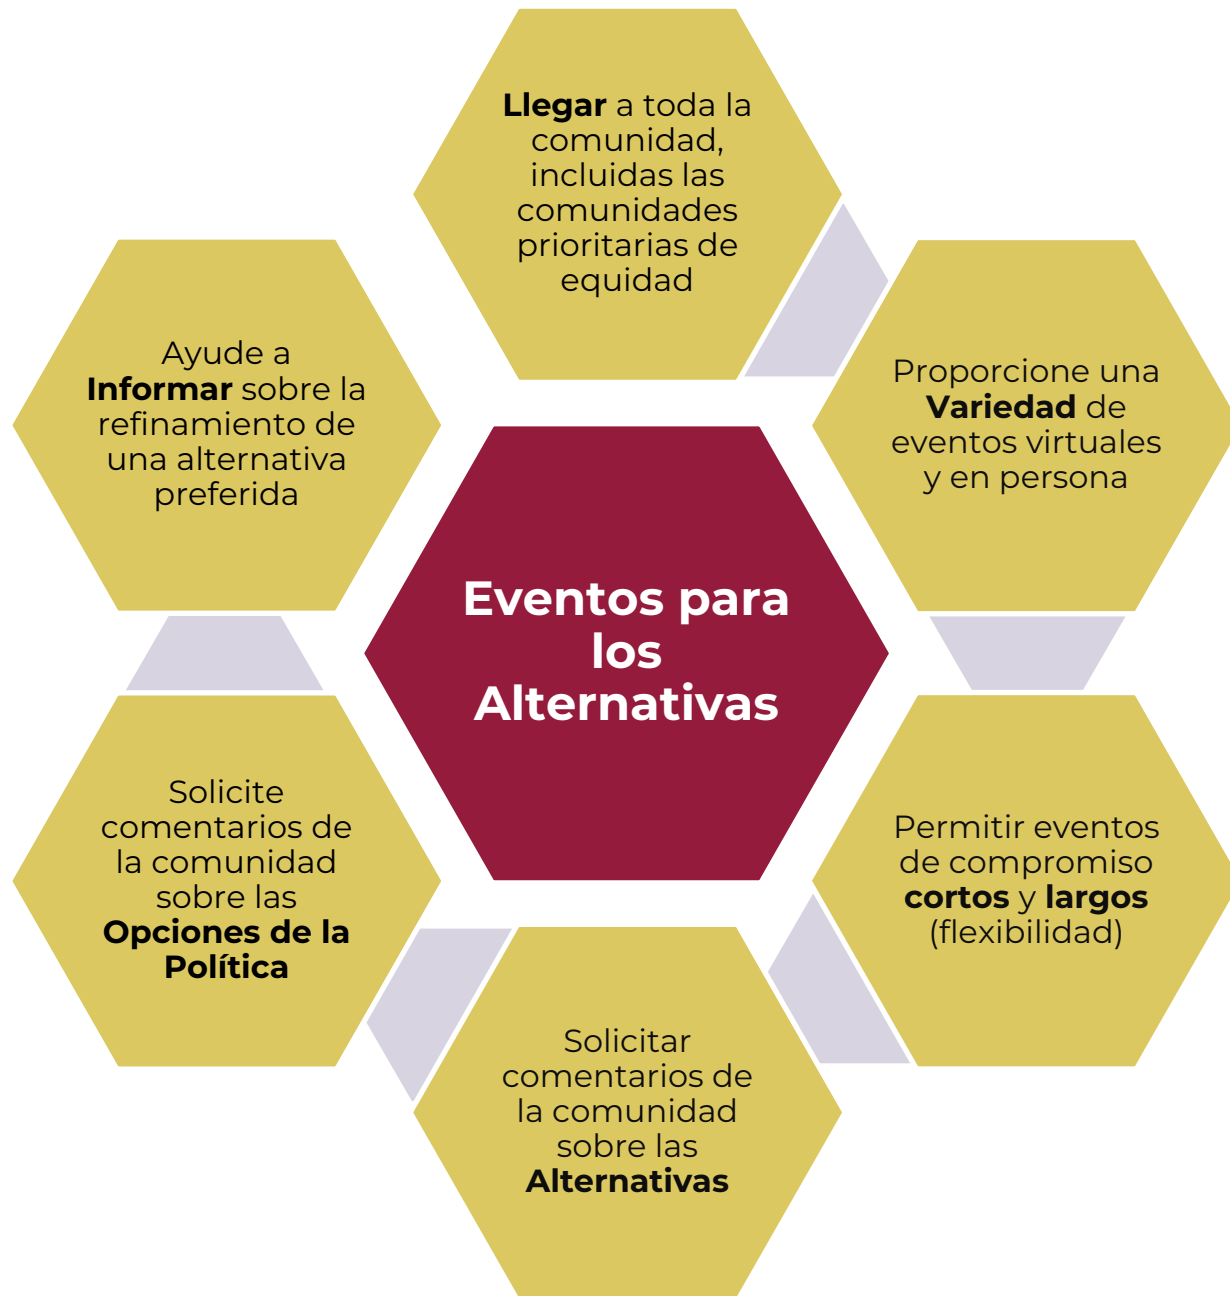 Llegar a toda la
comunidad,
incluidas las
comunidades
prioritarias de
equidad
Proporcione una
Variedad de
eventos virtuales
y en persona
Permitir eventos
de compromiso
cortos y largos
(flexibilidad)
Solicitar
comentarios de
la comunidad
sobre las
Alternativas
Solicite
comentarios de
la comunidad
sobre las
Opciones de la
Política
Ayude a
Informar sobre la
refinamiento de
una alternativa
preferida
Eventos para
los
Alternativas